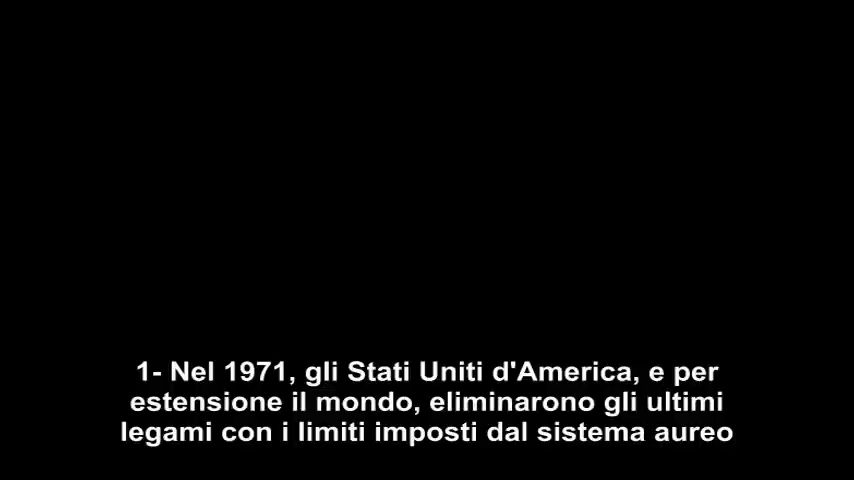 1- Nel 1971, gli Stati Uniti d'America, e per
estensione il mondo, eliminarono gli ultimi
legami con i limiti imposti dal sistema aureo